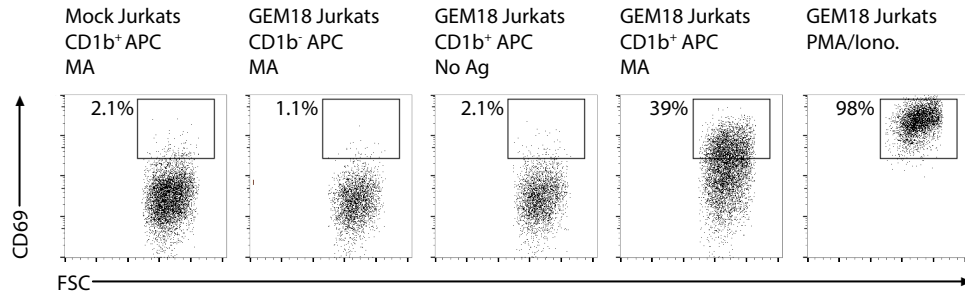 Mock Jurkats
CD1b⁺ APC
MA
GEM18 Jurkats
CD1b⁻ APC
MA
GEM18 Jurkats
CD1b⁺ APC
No Ag
GEM18 Jurkats
CD1b⁺ APC
MA
GEM18 Jurkats
PMA/Iono.
2.1%
1.1%
2.1%
39%
98%
CD69
FSC